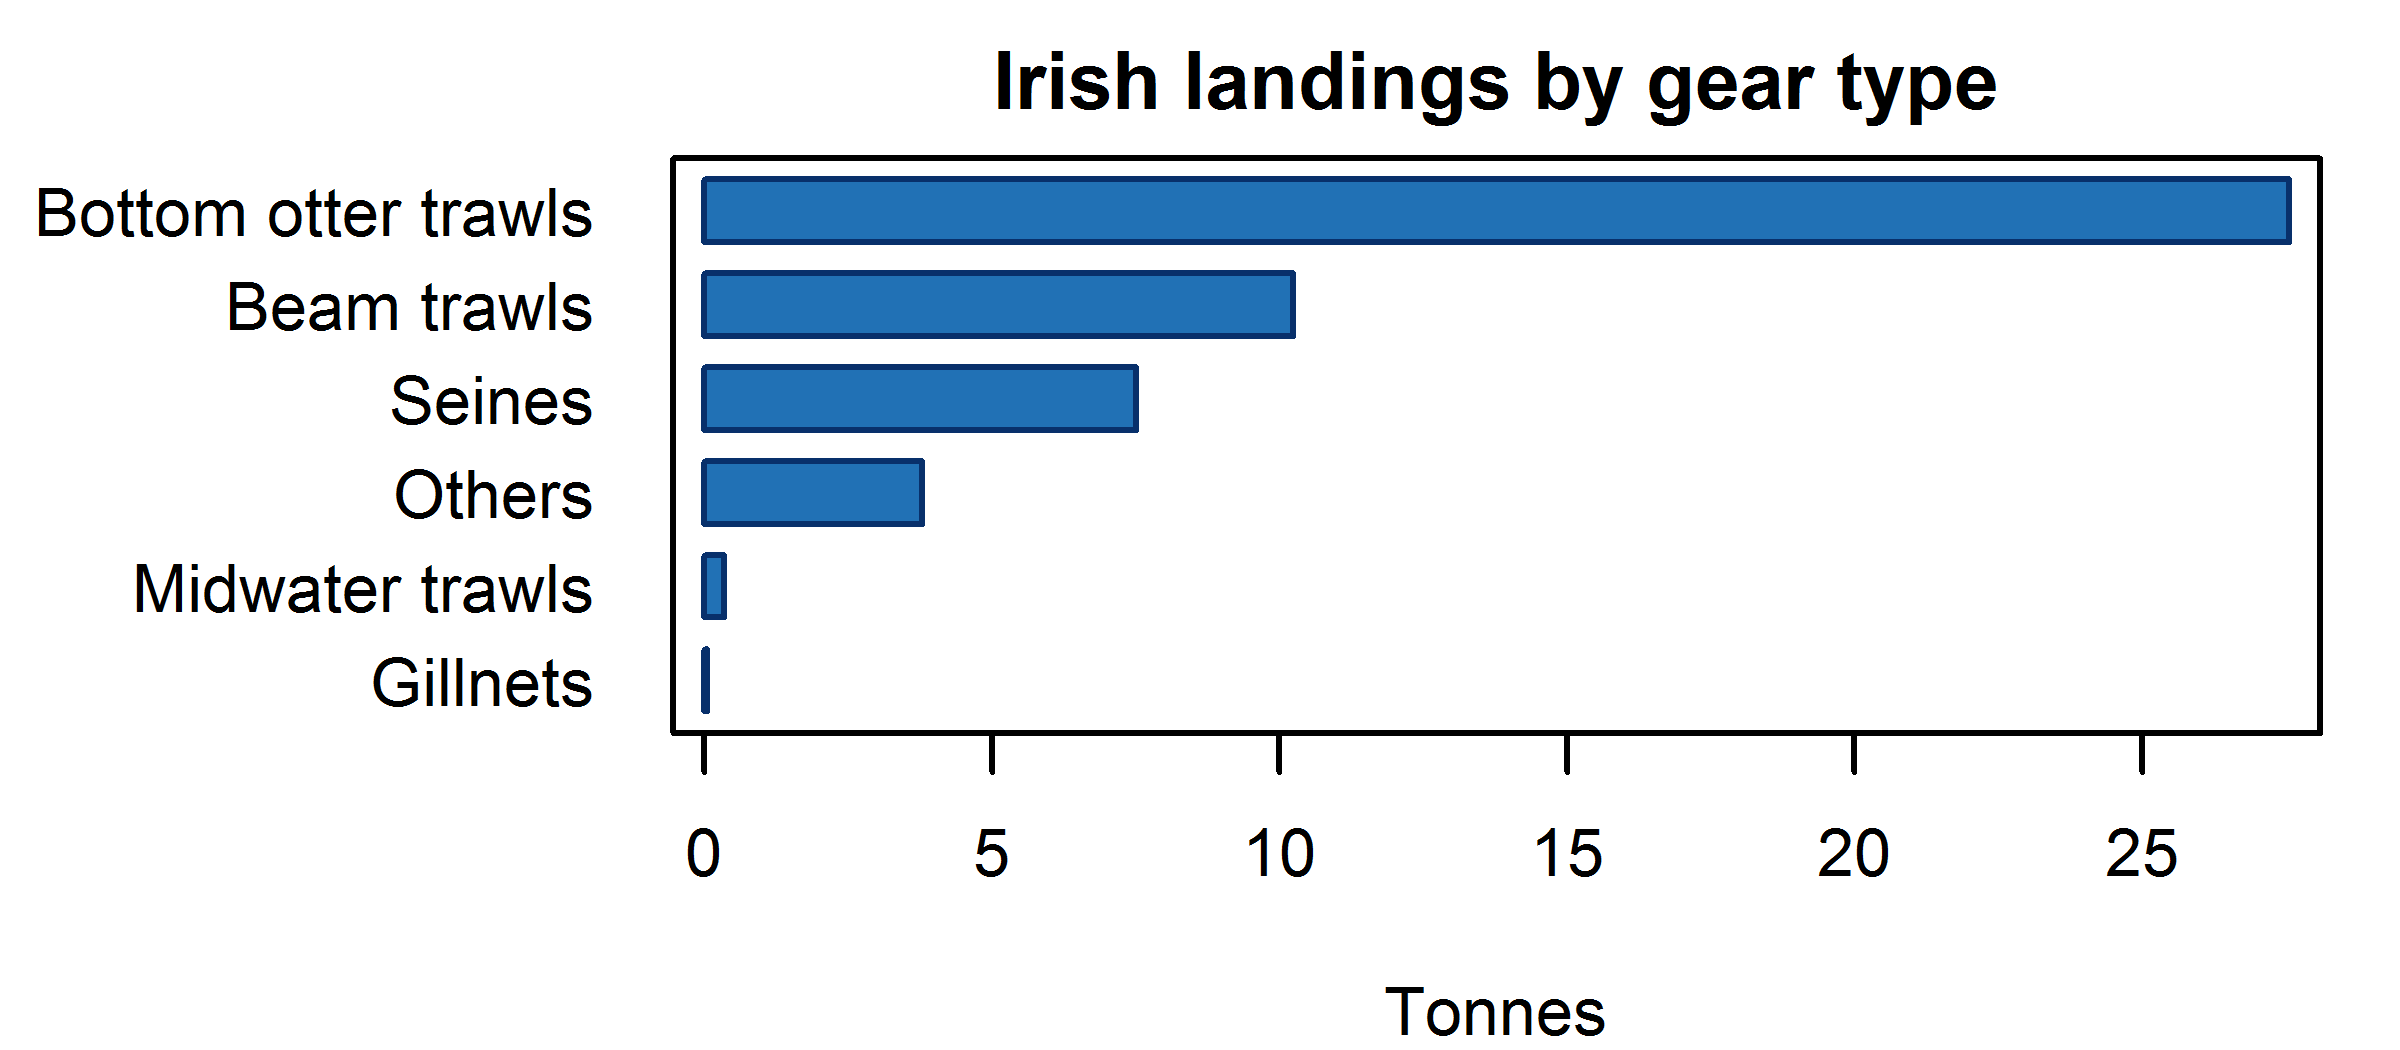 Irish landings by gear type
Bottom otter trawls
Beam trawls
Seines
Others
Midwater trawls
Gillnets
0 5 10 15 20 25
Tonnes